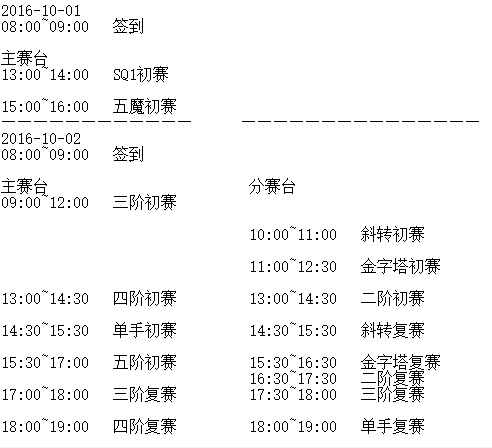 2016-10-01
08:00~09:00 签到
主赛台
13:00~14:00 SQ1初赛
15:00~16:00 五魔初赛
2016-10-02
08:00~09:00 签到
主赛台 分赛台
09:00~12:00 三阶初赛
10:00~11:00 斜转初赛
11:00~12:30 金字塔初赛
13:00~14:30 四阶初赛 13:00~14:30 二阶初赛
14:30~15:30 单手初赛 14:30~15:30 斜转复赛
15:30~17:00 五阶初赛 15:30~16:30 金字塔复赛
16:30~17:30 二阶复赛
17:00~18:00 三阶复赛 17:30~18:00 三阶复赛
18:00~19:00 四阶复赛 18:00~19:00 单手复赛